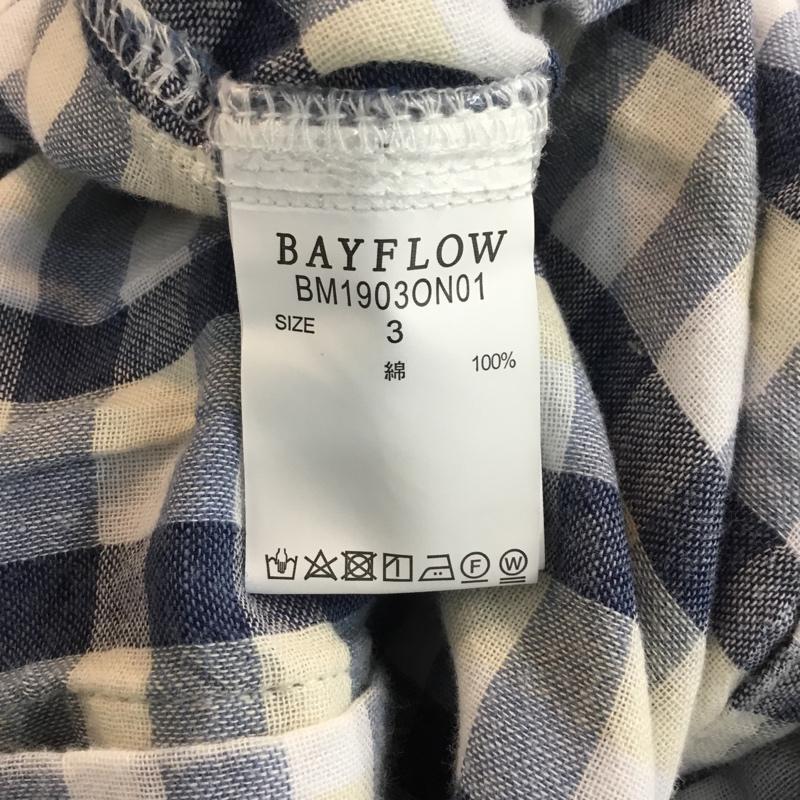 BAYFLOW
BM1903ON01
SIZE 3
綿 100%
F W